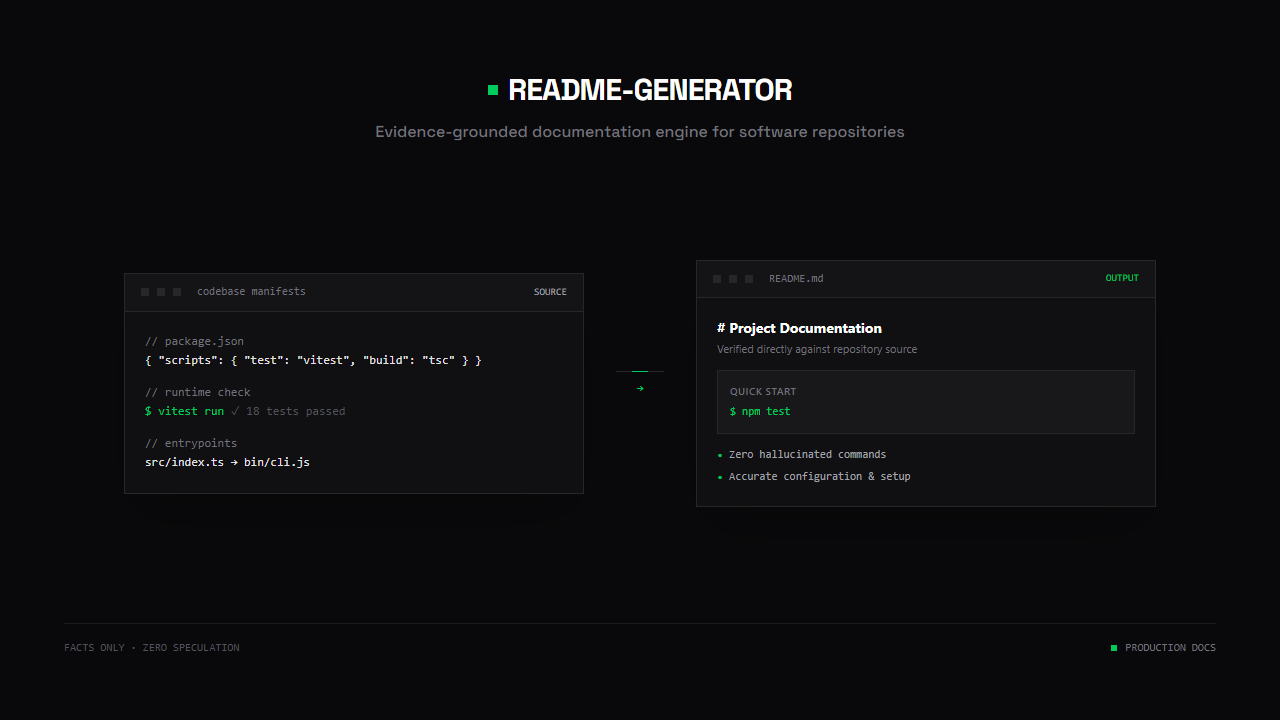 README-GENERATOR
Evidence-grounded documentation engine for software repositories
codebase manifests
SOURCE
// package.json
{ "scripts": { "test": "vitest", "build": "tsc" } }
// runtime check
$ vitest run ✓ 18 tests passed
// entrypoints
src/index.ts → bin/cli.js
→
README.md
OUTPUT
# Project Documentation
Verified directly against repository source
QUICK START
$ npm test
• Zero hallucinated commands
• Accurate configuration & setup
FACTS ONLY · ZERO SPECULATION
PRODUCTION DOCS